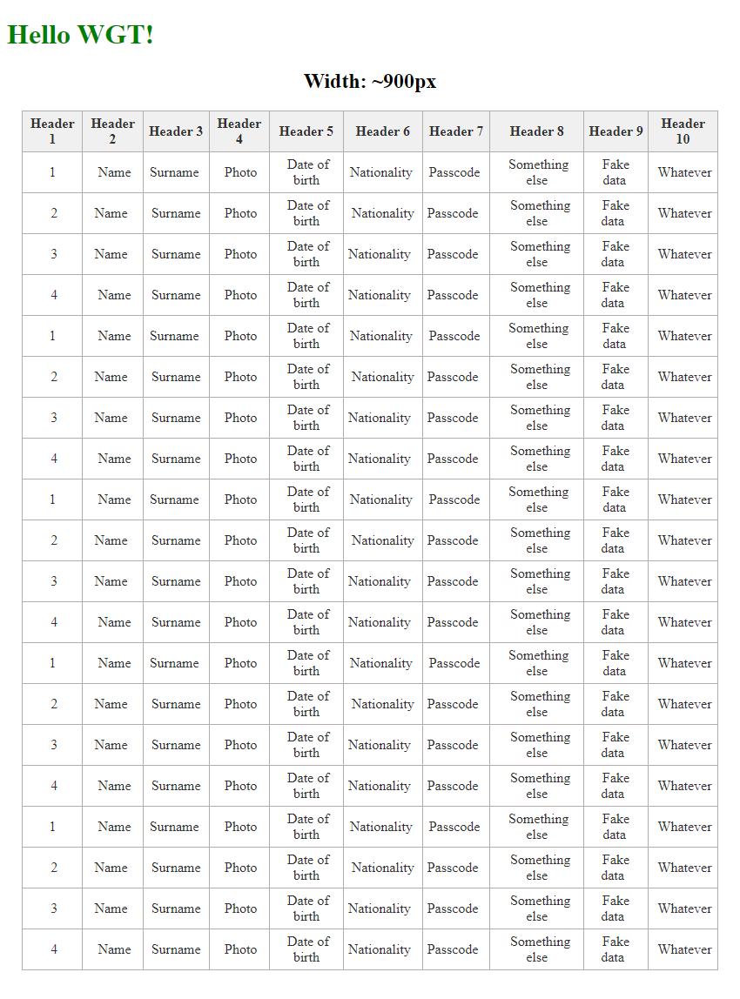 Hello WGT!
Width: ~900px
Header 1 Header 2 Header 3 Header 4 Header 5 Header 6 Header 7 Header 8 Header 9 Header 10
1 Name Surname Photo Date of birth Nationality Passcode Something else Fake data Whatever
2 Name Surname Photo Date of birth Nationality Passcode Something else Fake data Whatever
3 Name Surname Photo Date of birth Nationality Passcode Something else Fake data Whatever
4 Name Surname Photo Date of birth Nationality Passcode Something else Fake data Whatever
1 Name Surname Photo Date of birth Nationality Passcode Something else Fake data Whatever
2 Name Surname Photo Date of birth Nationality Passcode Something else Fake data Whatever
3 Name Surname Photo Date of birth Nationality Passcode Something else Fake data Whatever
4 Name Surname Photo Date of birth Nationality Passcode Something else Fake data Whatever
1 Name Surname Photo Date of birth Nationality Passcode Something else Fake data Whatever
2 Name Surname Photo Date of birth Nationality Passcode Something else Fake data Whatever
3 Name Surname Photo Date of birth Nationality Passcode Something else Fake data Whatever
4 Name Surname Photo Date of birth Nationality Passcode Something else Fake data Whatever
1 Name Surname Photo Date of birth Nationality Passcode Something else Fake data Whatever
2 Name Surname Photo Date of birth Nationality Passcode Something else Fake data Whatever
3 Name Surname Photo Date of birth Nationality Passcode Something else Fake data Whatever
4 Name Surname Photo Date of birth Nationality Passcode Something else Fake data Whatever
1 Name Surname Photo Date of birth Nationality Passcode Something else Fake data Whatever
2 Name Surname Photo Date of birth Nationality Passcode Something else Fake data Whatever
3 Name Surname Photo Date of birth Nationality Passcode Something else Fake data Whatever
4 Name Surname Photo Date of birth Nationality Passcode Something else Fake data Whatever